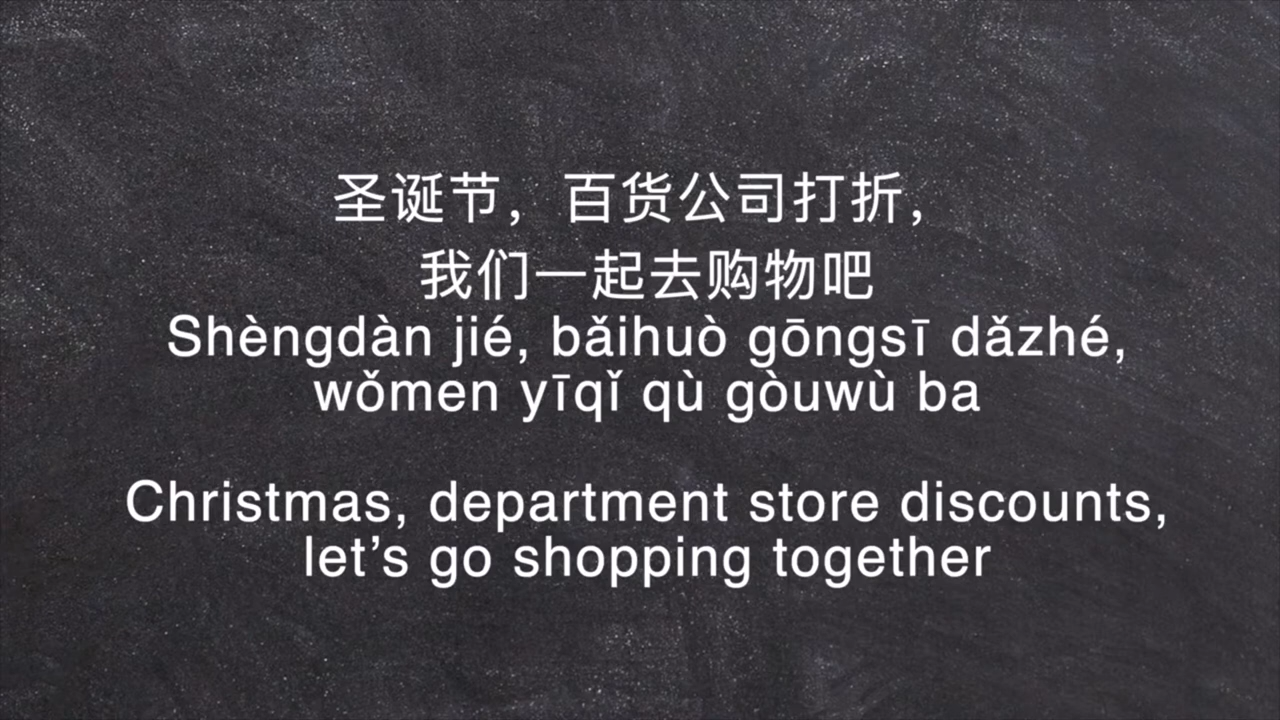 圣诞节，百货公司打折，
我们一起去购物吧
Shèngdàn jié, bǎihuò gōngsī dǎzhé,
wǒmen yīqǐ qù gòuwù ba
Christmas, department store discounts,
let’s go shopping together